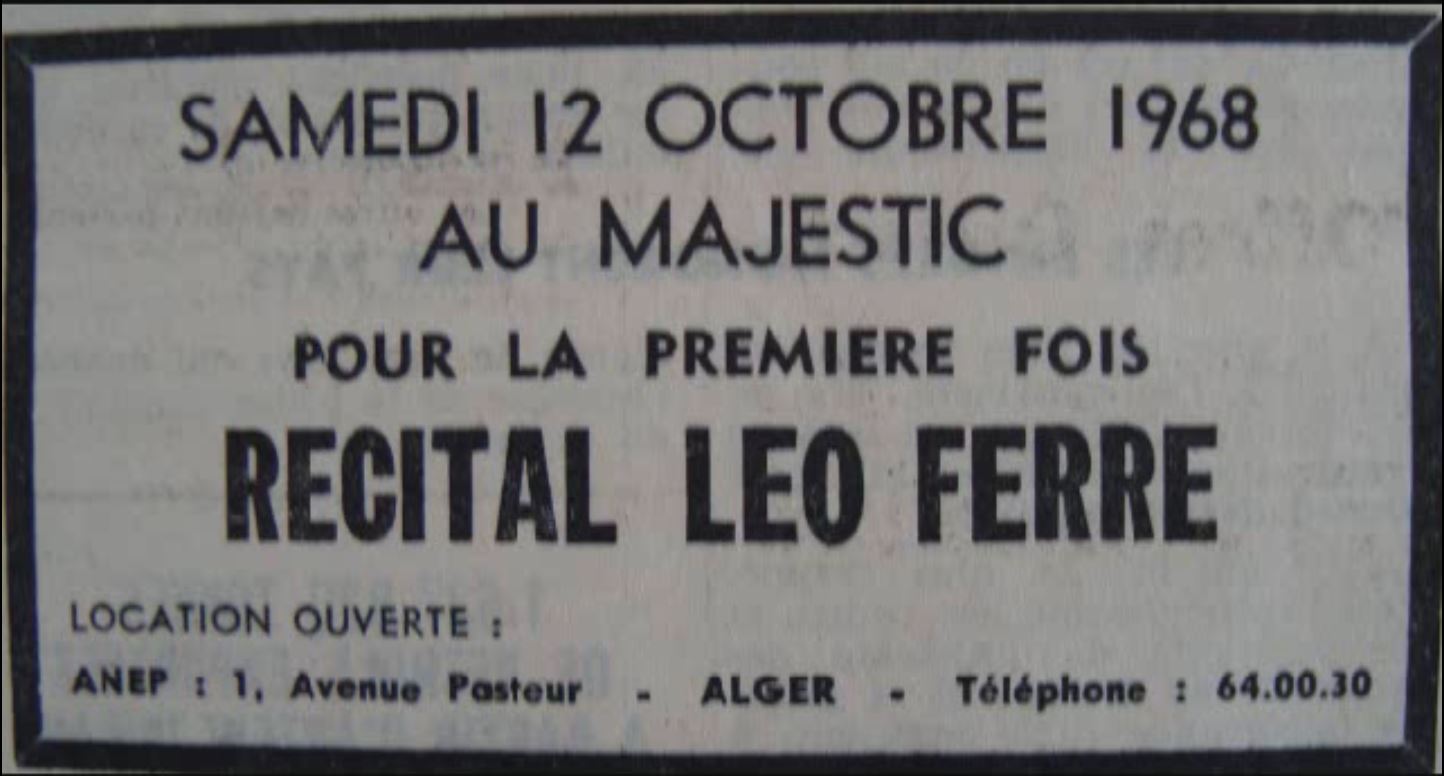 SAMEDI 12 OCTOBRE 1968
AU MAJESTIC
POUR LA PREMIERE FOIS
RECITAL LEO FERRE
LOCATION OUVERTE :
ANEP : 1, Avenue Pasteur - ALGER - Téléphone : 64.00.30